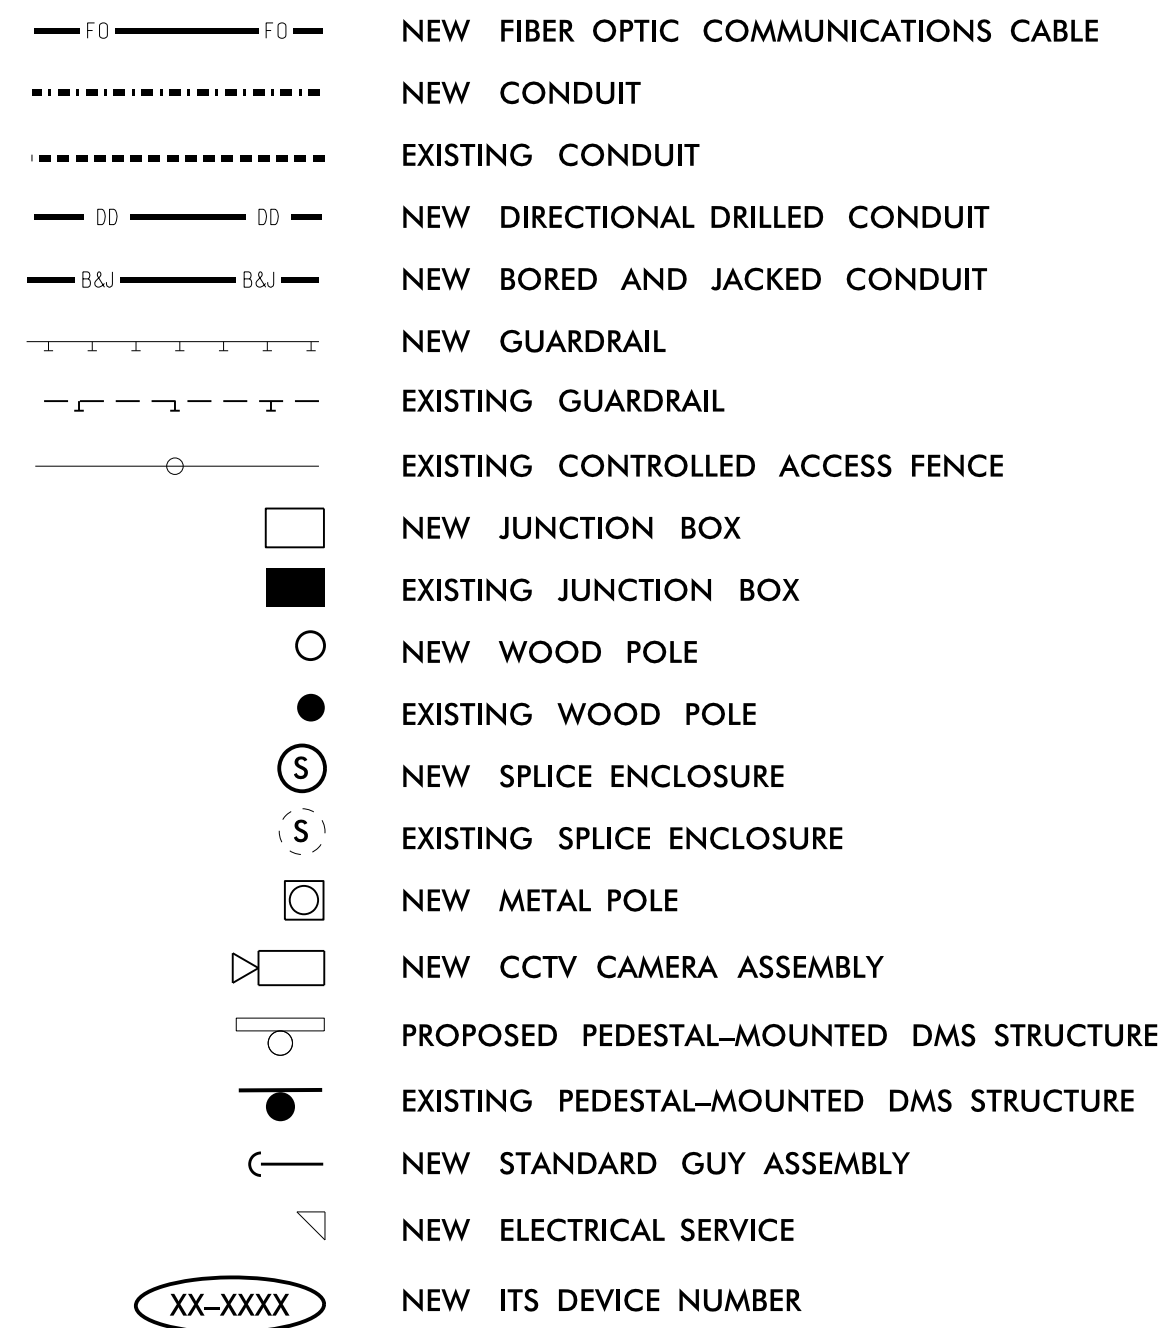 FO FO NEW FIBER OPTIC COMMUNICATIONS CABLE
NEW CONDUIT
EXISTING CONDUIT
DD DD NEW DIRECTIONAL DRILLED CONDUIT
B&J B&J NEW BORED AND JACKED CONDUIT
NEW GUARDRAIL
EXISTING GUARDRAIL
EXISTING CONTROLLED ACCESS FENCE
NEW JUNCTION BOX
EXISTING JUNCTION BOX
NEW WOOD POLE
EXISTING WOOD POLE
S NEW SPLICE ENCLOSURE
S EXISTING SPLICE ENCLOSURE
NEW METAL POLE
NEW CCTV CAMERA ASSEMBLY
PROPOSED PEDESTAL–MOUNTED DMS STRUCTURE
EXISTING PEDESTAL–MOUNTED DMS STRUCTURE
NEW STANDARD GUY ASSEMBLY
NEW ELECTRICAL SERVICE
XX–XXXX NEW ITS DEVICE NUMBER